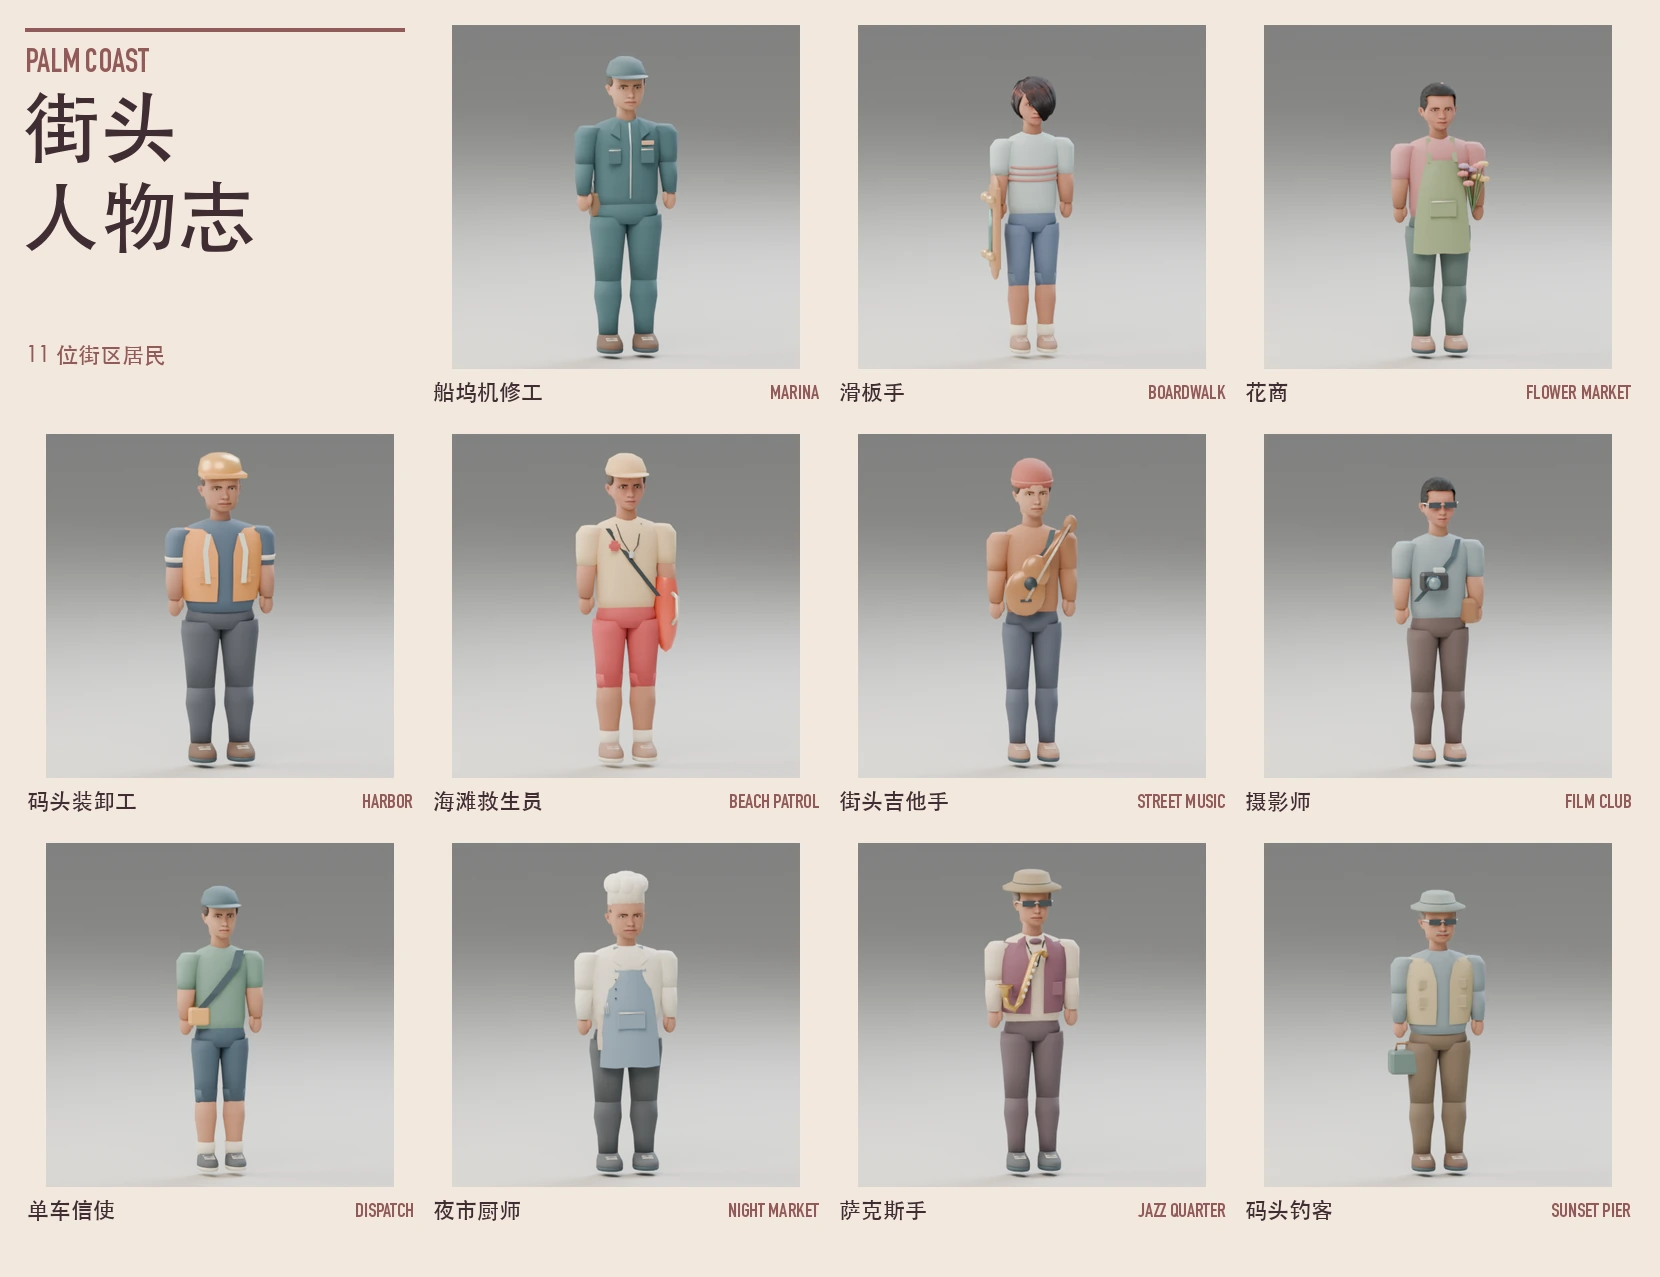 PALM COAST
街头
人物志
11 位街区居民
船坞机修工 MARINA
滑板手 BOARDWALK
花商 FLOWER MARKET
码头装卸工 HARBOR
海滩救生员 BEACH PATROL
街头吉他手 STREET MUSIC
摄影师 FILM CLUB
单车信使 DISPATCH
夜市厨师 NIGHT MARKET
萨克斯手 JAZZ QUARTER
码头钓客 SUNSET PIER